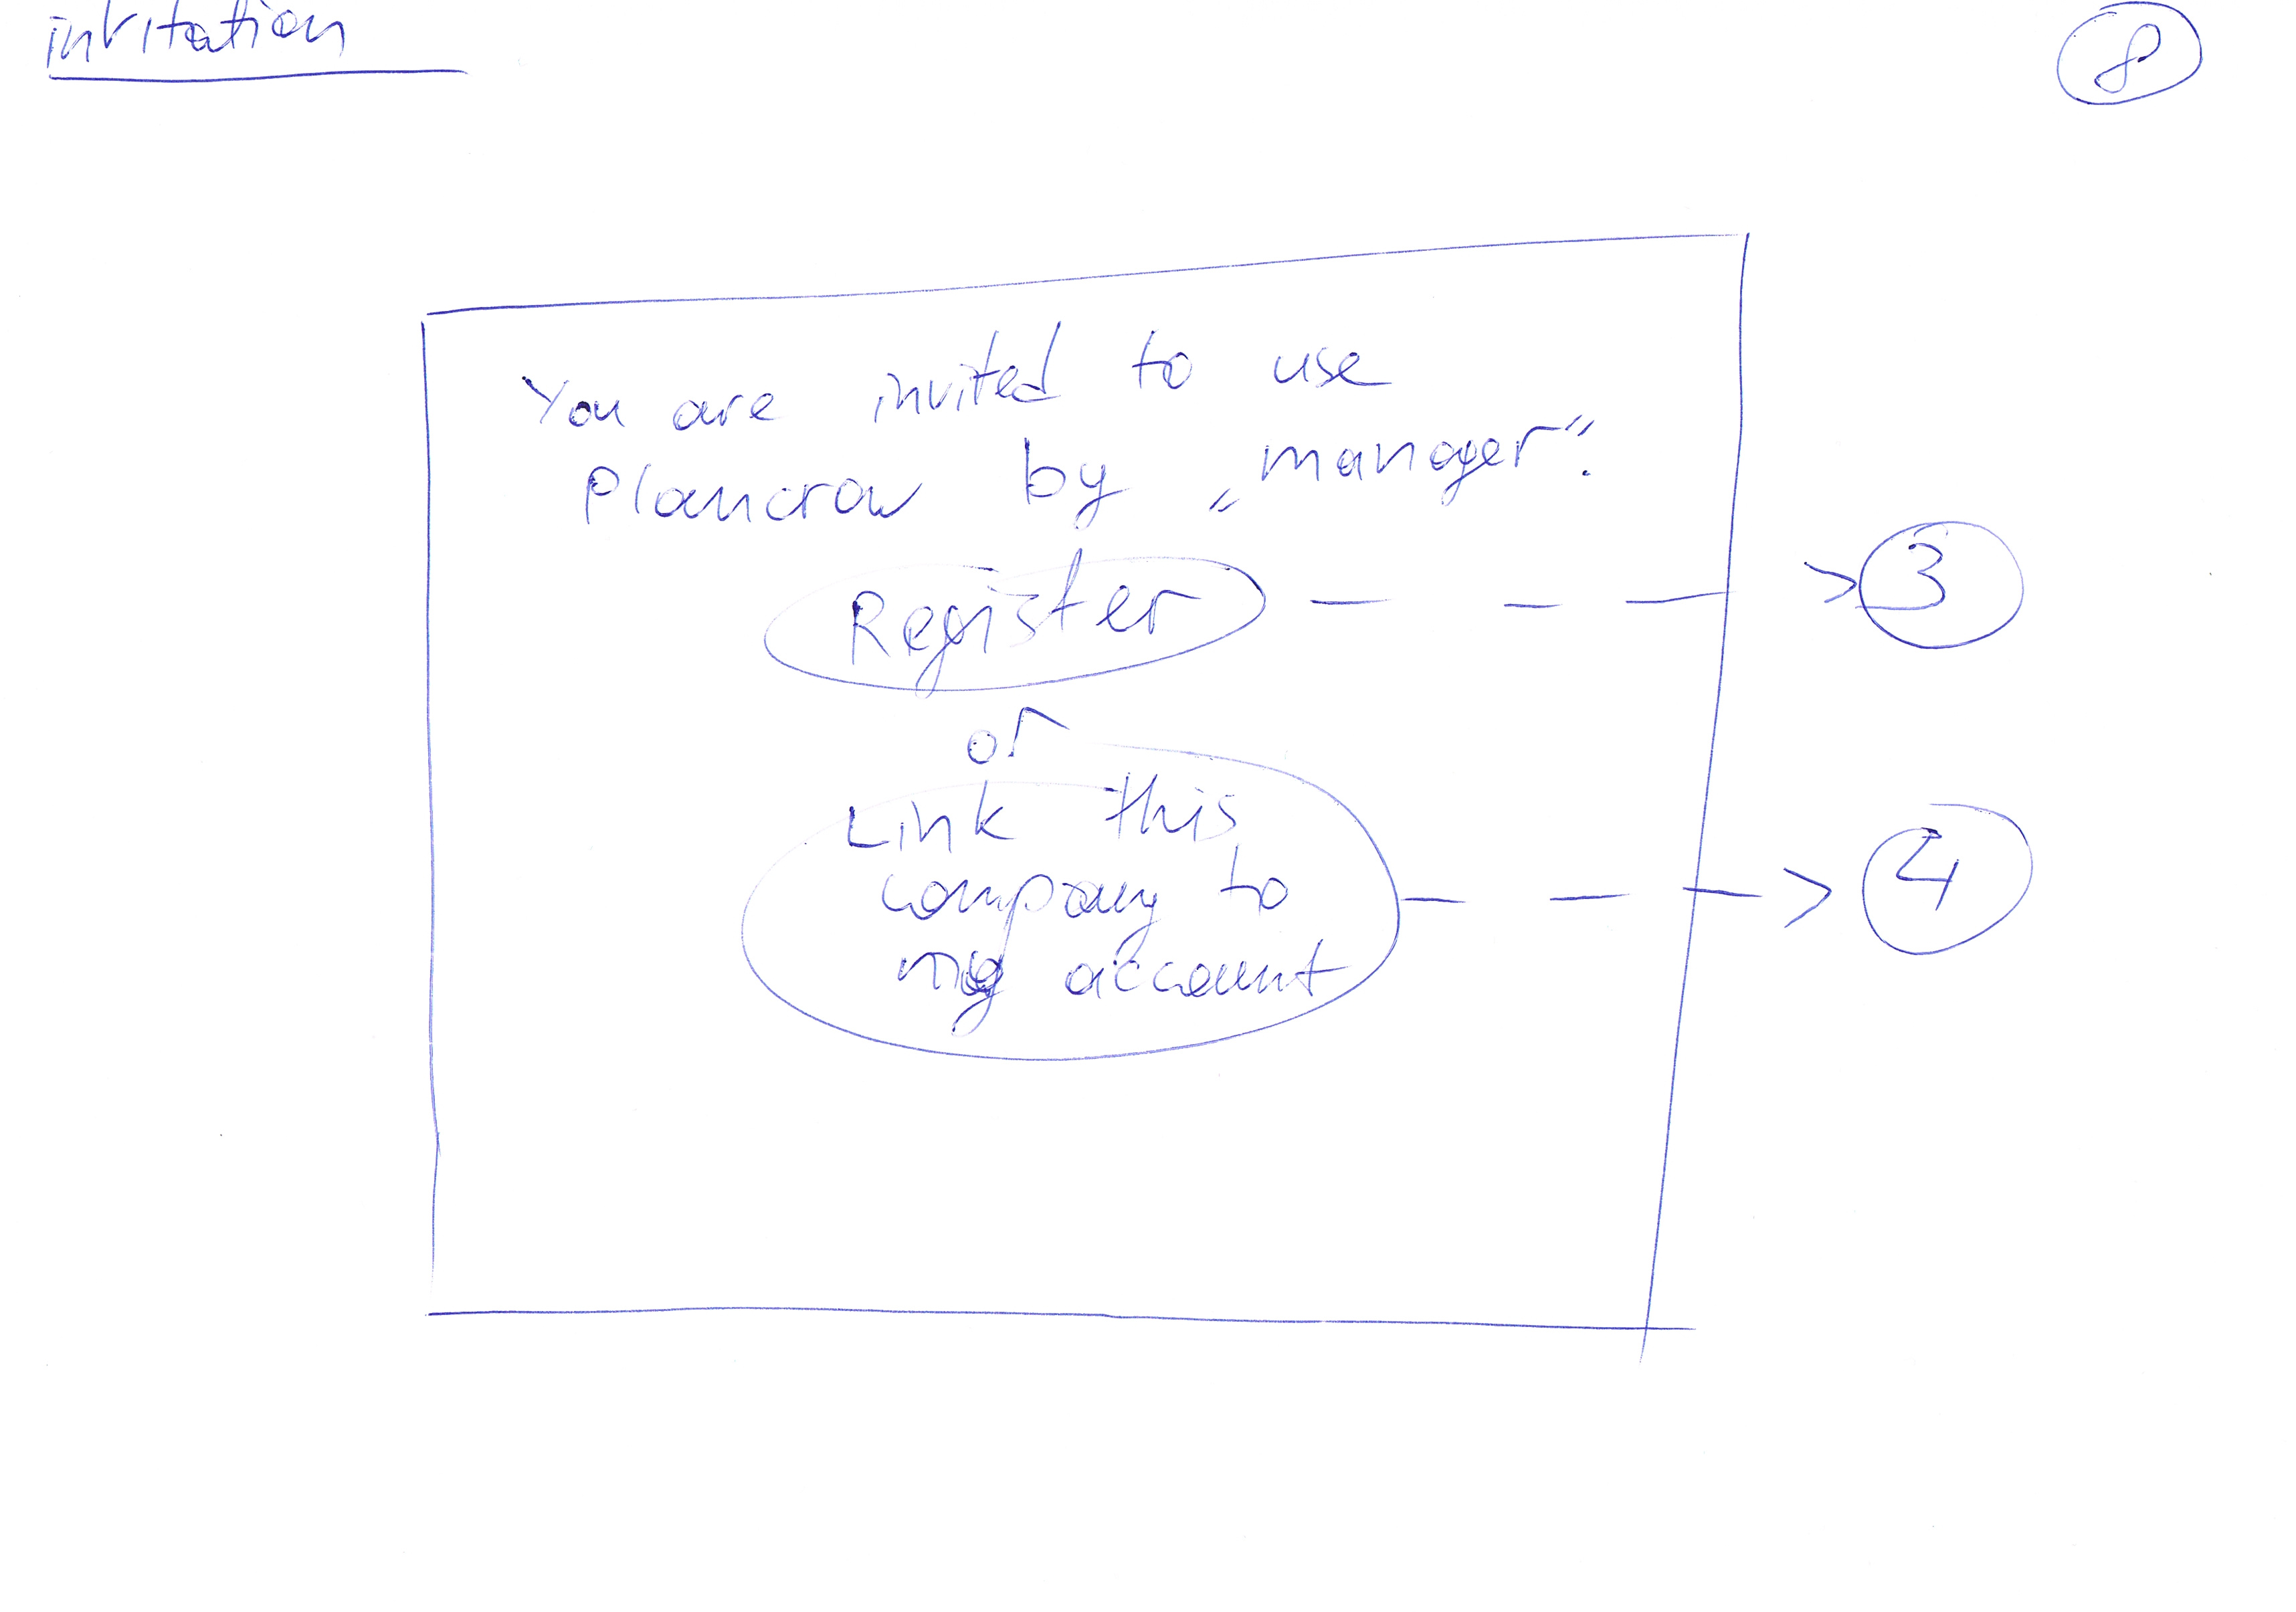 invitation
8
You are invited to use
Plancrow by „manager“.
Register
3
or
Link this
company to
my account
4